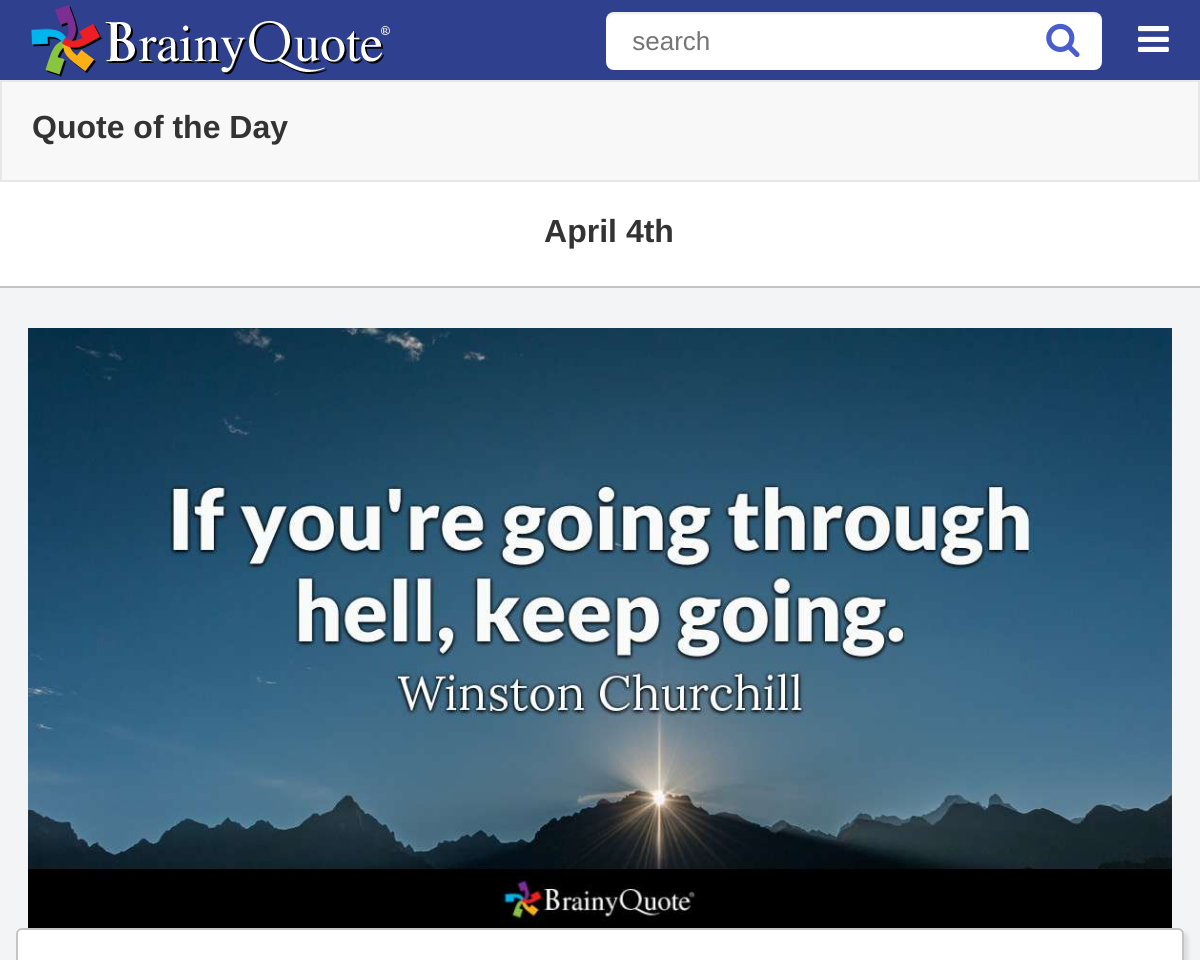 BrainyQuote®
search
Quote of the Day
April 4th
If you're going through
hell, keep going.
Winston Churchill
BrainyQuote®